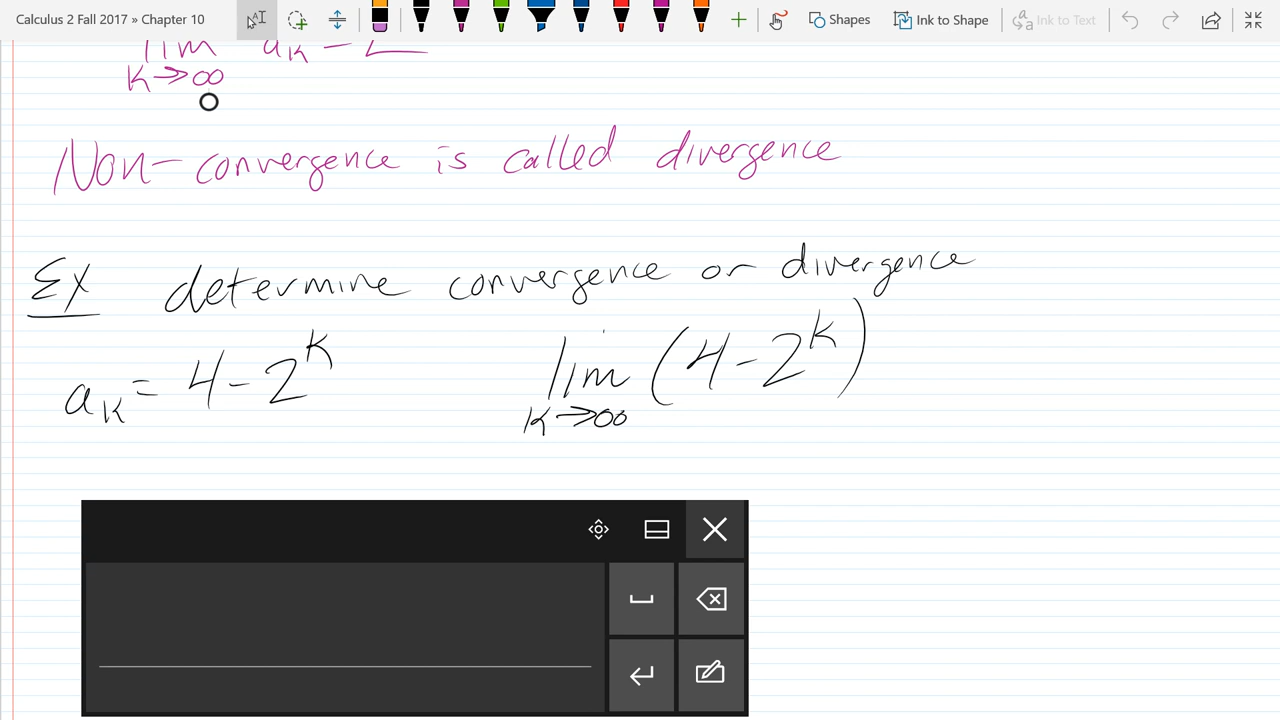 Calculus 2 Fall 2017 » Chapter 10
Shapes
Ink to Shape
Ink to Text
lim a_K = L
K→∞
Non-convergence is called divergence
Ex determine convergence or divergence
a_K = 4 - 2^K lim (4 - 2^K)
K→∞